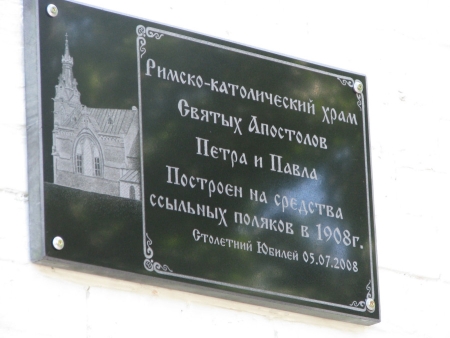 Римско-католический храм
Святых Апостолов
Петра и Павла
Построен на средства
ссыльных поляков в 1908г.
Столетний Юбилей 05.07.2008